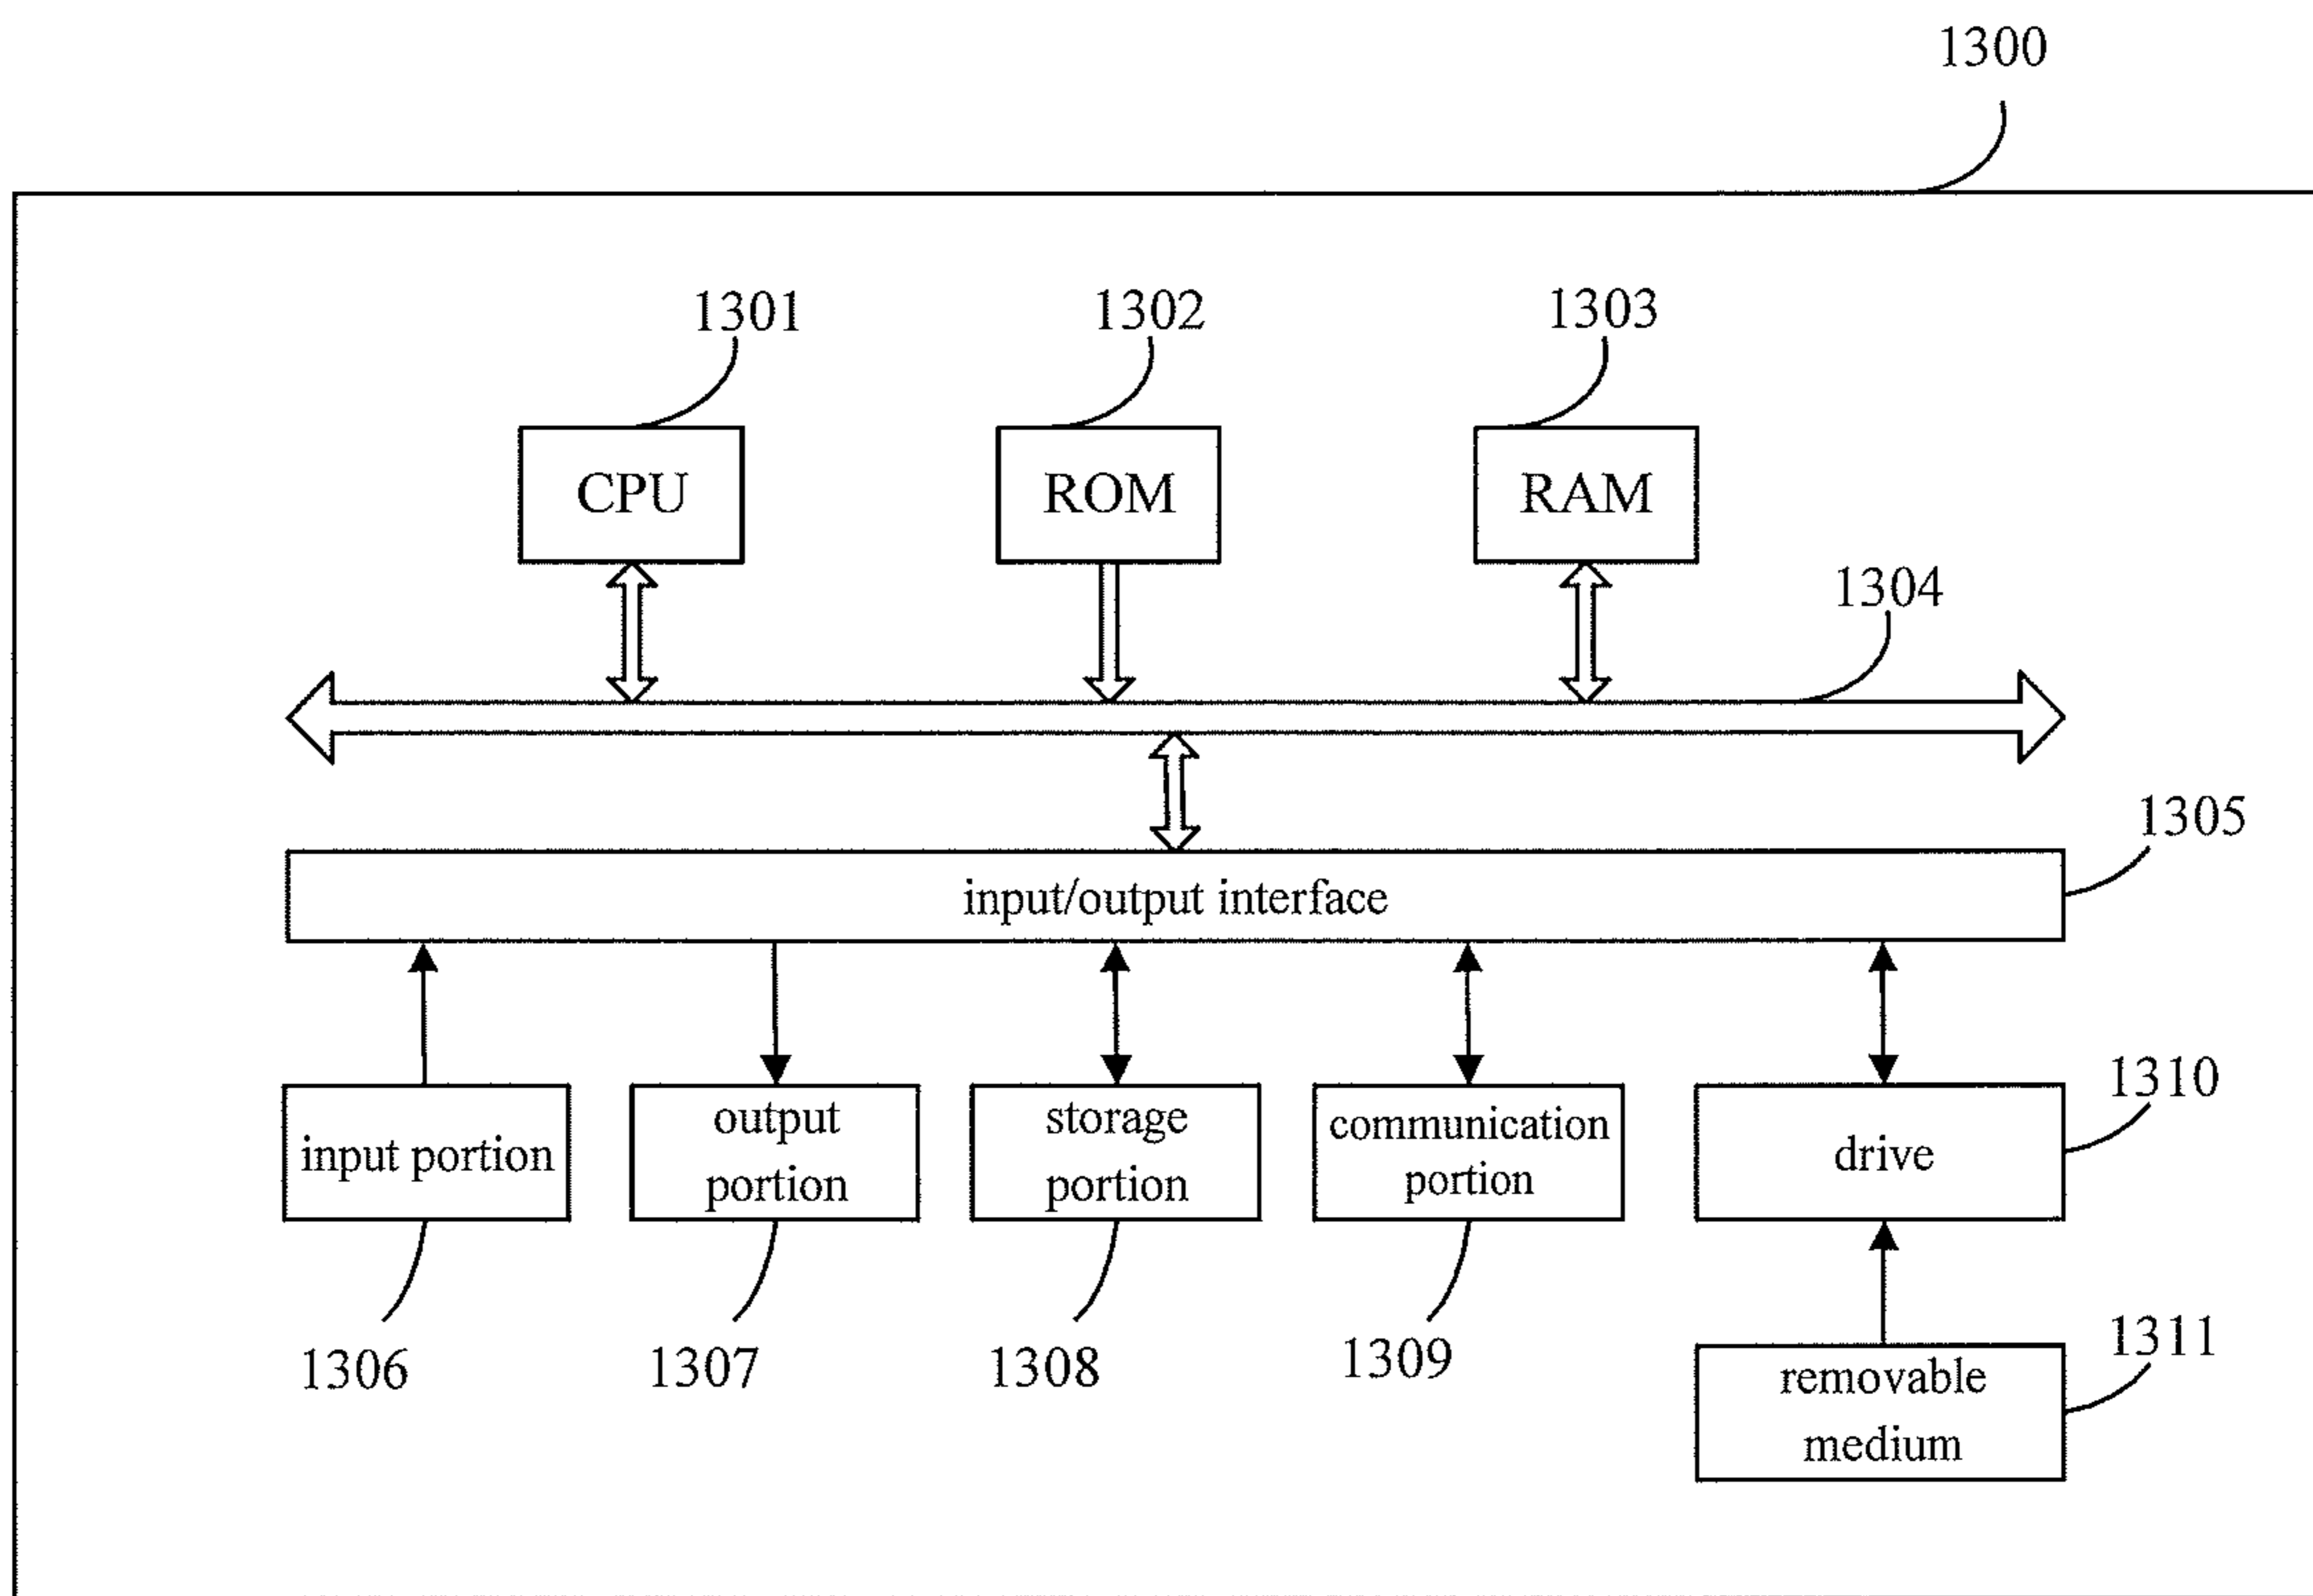 1300
1301
1302
1303
CPU
ROM
RAM
1304
1305
input/output interface
input portion
output
portion
storage
portion
communication
portion
drive
1310
1306
1307
1308
1309
1311
removable
medium